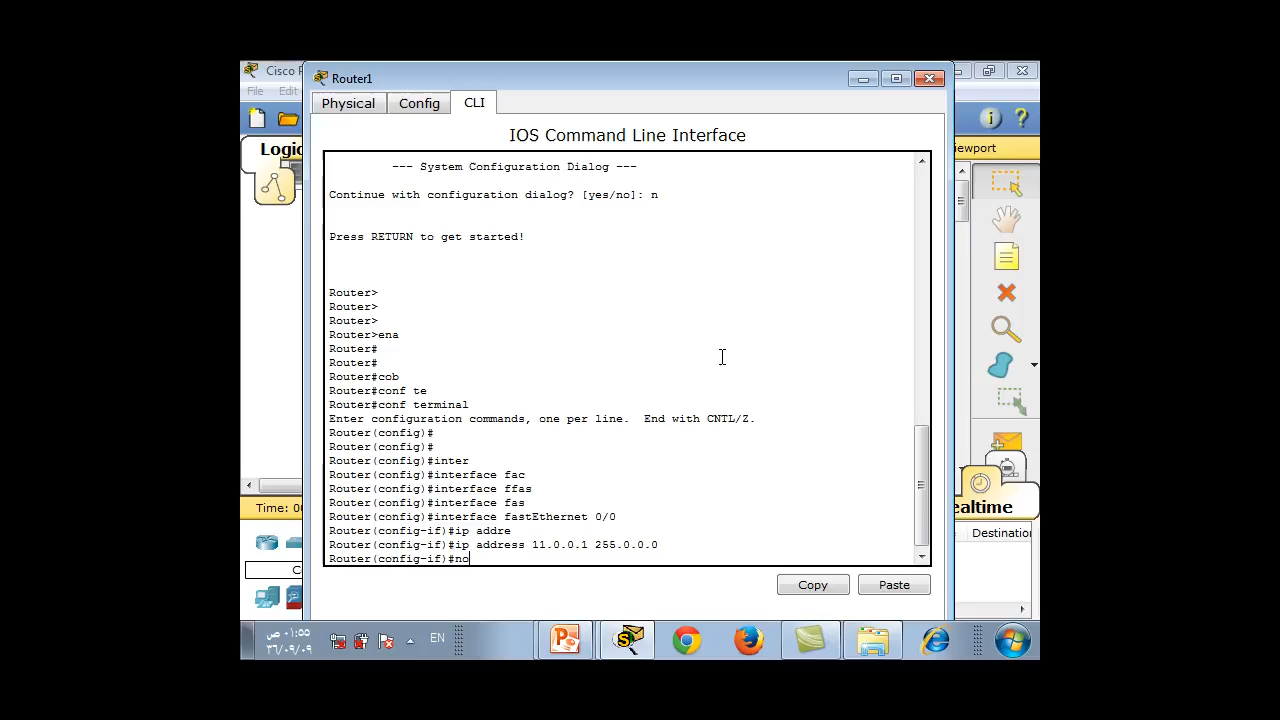 Cisco P
Router1
File Edit
Physical Config CLI
IOS Command Line Interface
Logic
iewport
--- System Configuration Dialog ---
Continue with configuration dialog? [yes/no]: n
Press RETURN to get started!
Router>
Router>
Router>
Router>ena
Router#
Router#
Router#cob
Router#conf te
Router#conf terminal
Enter configuration commands, one per line.  End with CNTL/Z.
Router(config)#
Router(config)#
Router(config)#inter
Router(config)#interface fac
Router(config)#interface ffas
Router(config)#interface fas
Router(config)#interface fastEthernet 0/0
Router(config-if)#ip addre
Router(config-if)#ip address 11.0.0.1 255.0.0.0
Router(config-if)#no
Time: 0
ealtime
Destination
C
Copy Paste
٠١:٥٥ ص
٣٦/٠٩/٠٩
EN